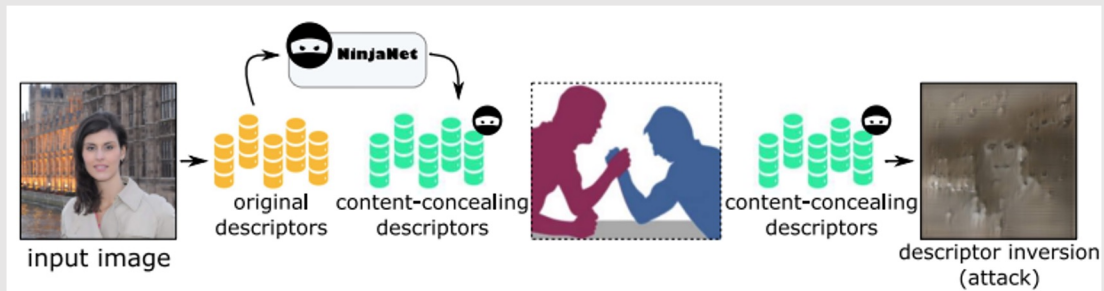 NinjaNet
original
descriptors
content-concealing
descriptors
content-concealing
descriptors
input image
descriptor inversion
(attack)